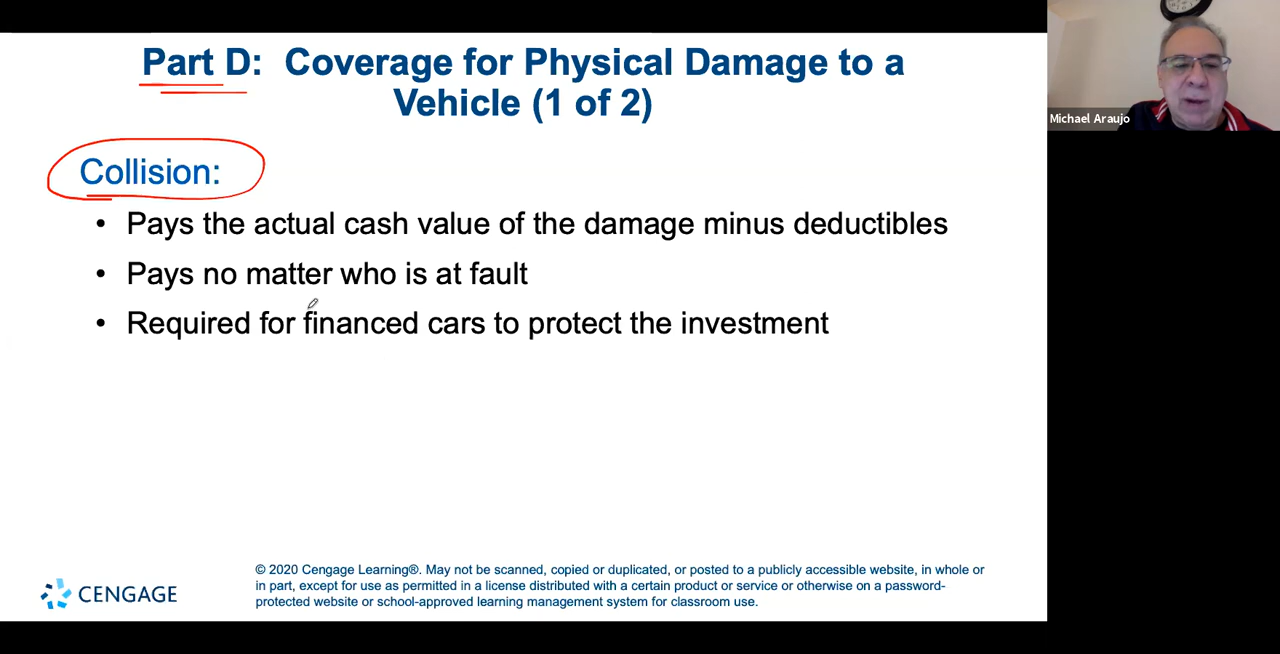 Part D: Coverage for Physical Damage to a
Vehicle (1 of 2)
Michael Araujo
Collision:
• Pays the actual cash value of the damage minus deductibles
• Pays no matter who is at fault
• Required for financed cars to protect the investment
CENGAGE
© 2020 Cengage Learning®. May not be scanned, copied or duplicated, or posted to a publicly accessible website, in whole or
in part, except for use as permitted in a license distributed with a certain product or service or otherwise on a password-
protected website or school-approved learning management system for classroom use.